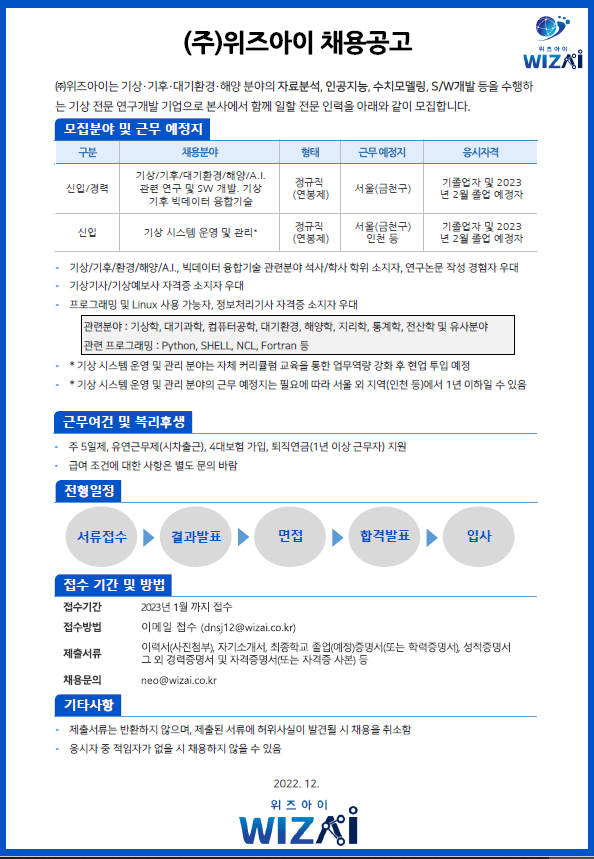 (주)위즈아이 채용공고
위즈아이
WIZAi
㈜위즈아이는 기상·기후·대기환경·해양 분야의 자료분석, 인공지능, 수치모델링, S/W개발 등을 수행하
는 기상 전문 연구개발 기업으로 본사에서 함께 일할 전문 인력을 아래와 같이 모집합니다.
모집분야 및 근무 예정지
구분 채용분야 형태 근무 예정지 응시자격
신입/경력 기상/기후/대기환경/해양/A.I. 관련 연구 및 SW 개발. 기상 기후 빅데이터 융합기술 정규직 (연봉제) 서울(금천구) 기졸업자 및 2023 년 2월 졸업 예정자
신입 기상 시스템 운영 및 관리* 정규직 (연봉제) 서울(금천구) 인천 등 기졸업자 및 2023 년 2월 졸업 예정자
- 기상/기후/환경/해양/A.I., 빅데이터 융합기술 관련분야 석사/학사 학위 소지자, 연구논문 작성 경험자 우대
- 기상기사/기상예보사 자격증 소지자 우대
- 프로그래밍 및 Linux 사용 가능자, 정보처리기사 자격증 소지자 우대
관련분야 : 기상학, 대기과학, 컴퓨터공학, 대기환경, 해양학, 지리학, 통계학, 전산학 및 유사분야
관련 프로그래밍 : Python, SHELL, NCL, Fortran 등
- * 기상 시스템 운영 및 관리 분야는 자체 커리큘럼 교육을 통한 업무역량 강화 후 현업 투입 예정
- * 기상 시스템 운영 및 관리 분야의 근무 예정지는 필요에 따라 서울 외 지역(인천 등)에서 1년 이하일 수 있음
근무여건 및 복리후생
- 주 5일제, 유연근무제(시차출근), 4대보험 가입, 퇴직연금(1년 이상 근무자) 지원
- 급여 조건에 대한 사항은 별도 문의 바람
전형일정
서류접수 결과발표 면접 합격발표 입사
접수 기간 및 방법
접수기간 2023년 1월 까지 접수
접수방법 이메일 접수 (dnsj12@wizai.co.kr)
제출서류 이력서(사진첨부), 자기소개서, 최종학교 졸업(예정)증명서(또는 학력증명서), 성적증명서
그 외 경력증명서 및 자격증명서(또는 자격증 사본) 등
채용문의 neo@wizai.co.kr
기타사항
- 제출서류는 반환하지 않으며, 제출된 서류에 허위사실이 발견될 시 채용을 취소함
- 응시자 중 적임자가 없을 시 채용하지 않을 수 있음
2022. 12.
위즈아이
WIZAi